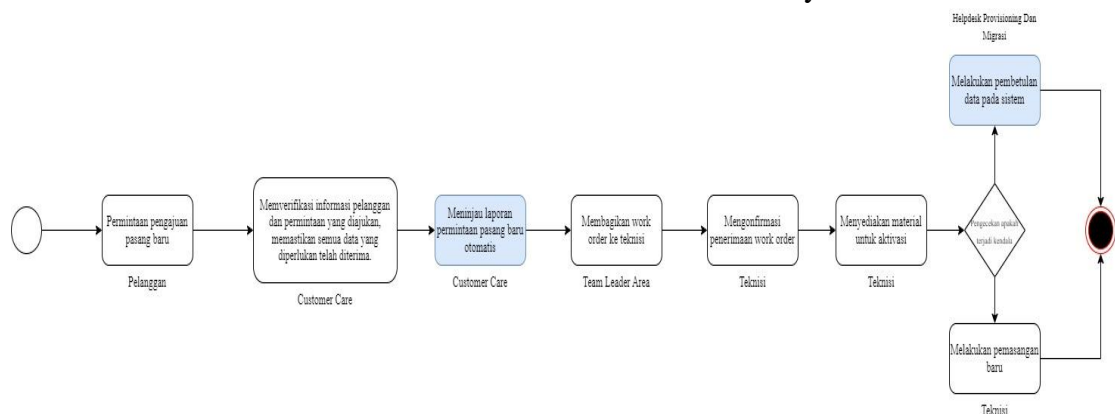 Permintaan pengajuan
pasang baru
Pelanggan
Memverifikasi informasi pelanggan
dan permintaan yang diajukan,
memastikan semua data yang
diperlukan telah diterima.
Customer Care
Meninjau laporan
permintaan pasang baru
otomatis
Customer Care
Membagikan work
order ke teknisi
Team Leader Area
Mengonfirmasi
penerimaan work order
Teknisi
Menyediakan material
untuk aktivasi
Teknisi
Pengecekan apakah
terjadi kendala
Helpdesk Provisioning Dan
Migrasi
Melakukan pembetulan
data pada sistem
Melakukan pemasangan
baru
Teknisi